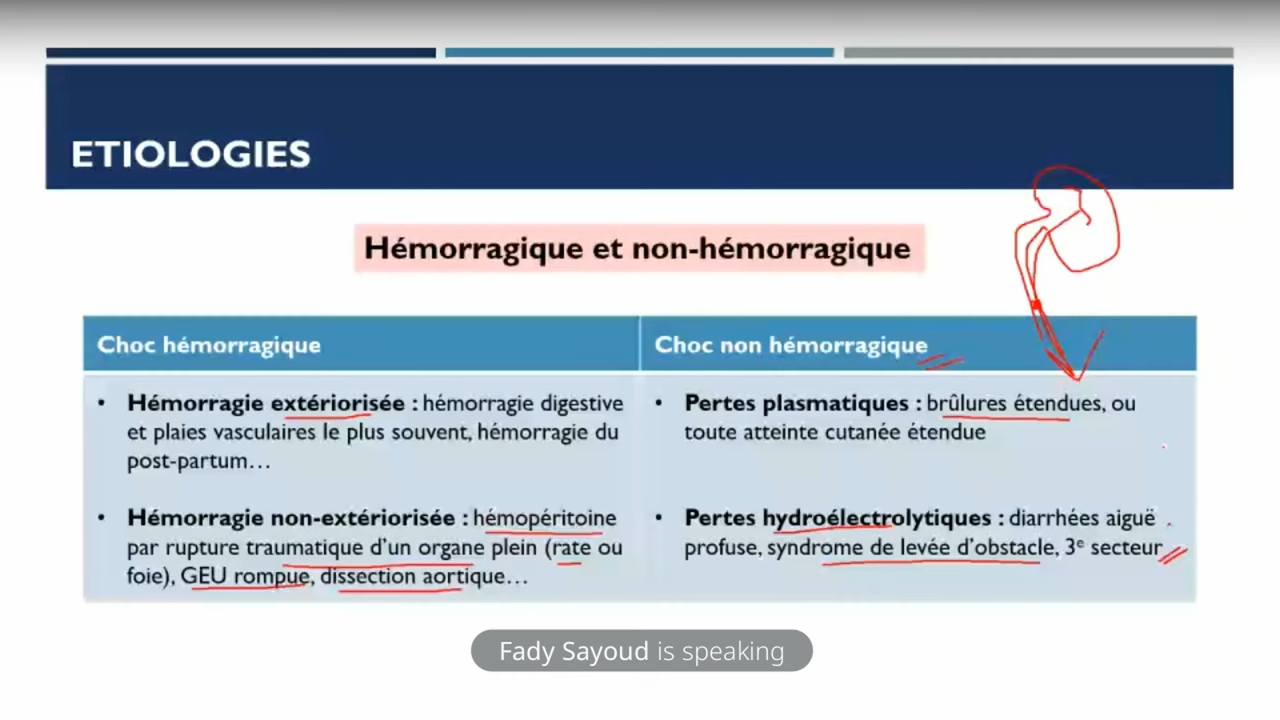 ETIOLOGIES
Hémorragique et non-hémorragique
Choc hémorragique
• Hémorragie extériorisée : hémorragie digestive
et plaies vasculaires le plus souvent, hémorragie du
post-partum…
• Hémorragie non-extériorisée : hémopéritoine
par rupture traumatique d’un organe plein (rate ou
foie), GEU rompue, dissection aortique…
Choc non hémorragique
• Pertes plasmatiques : brûlures étendues, ou
toute atteinte cutanée étendue
• Pertes hydroélectrolytiques : diarrhées aiguë
profuse, syndrome de levée d’obstacle, 3e secteur
Fady Sayoud is speaking